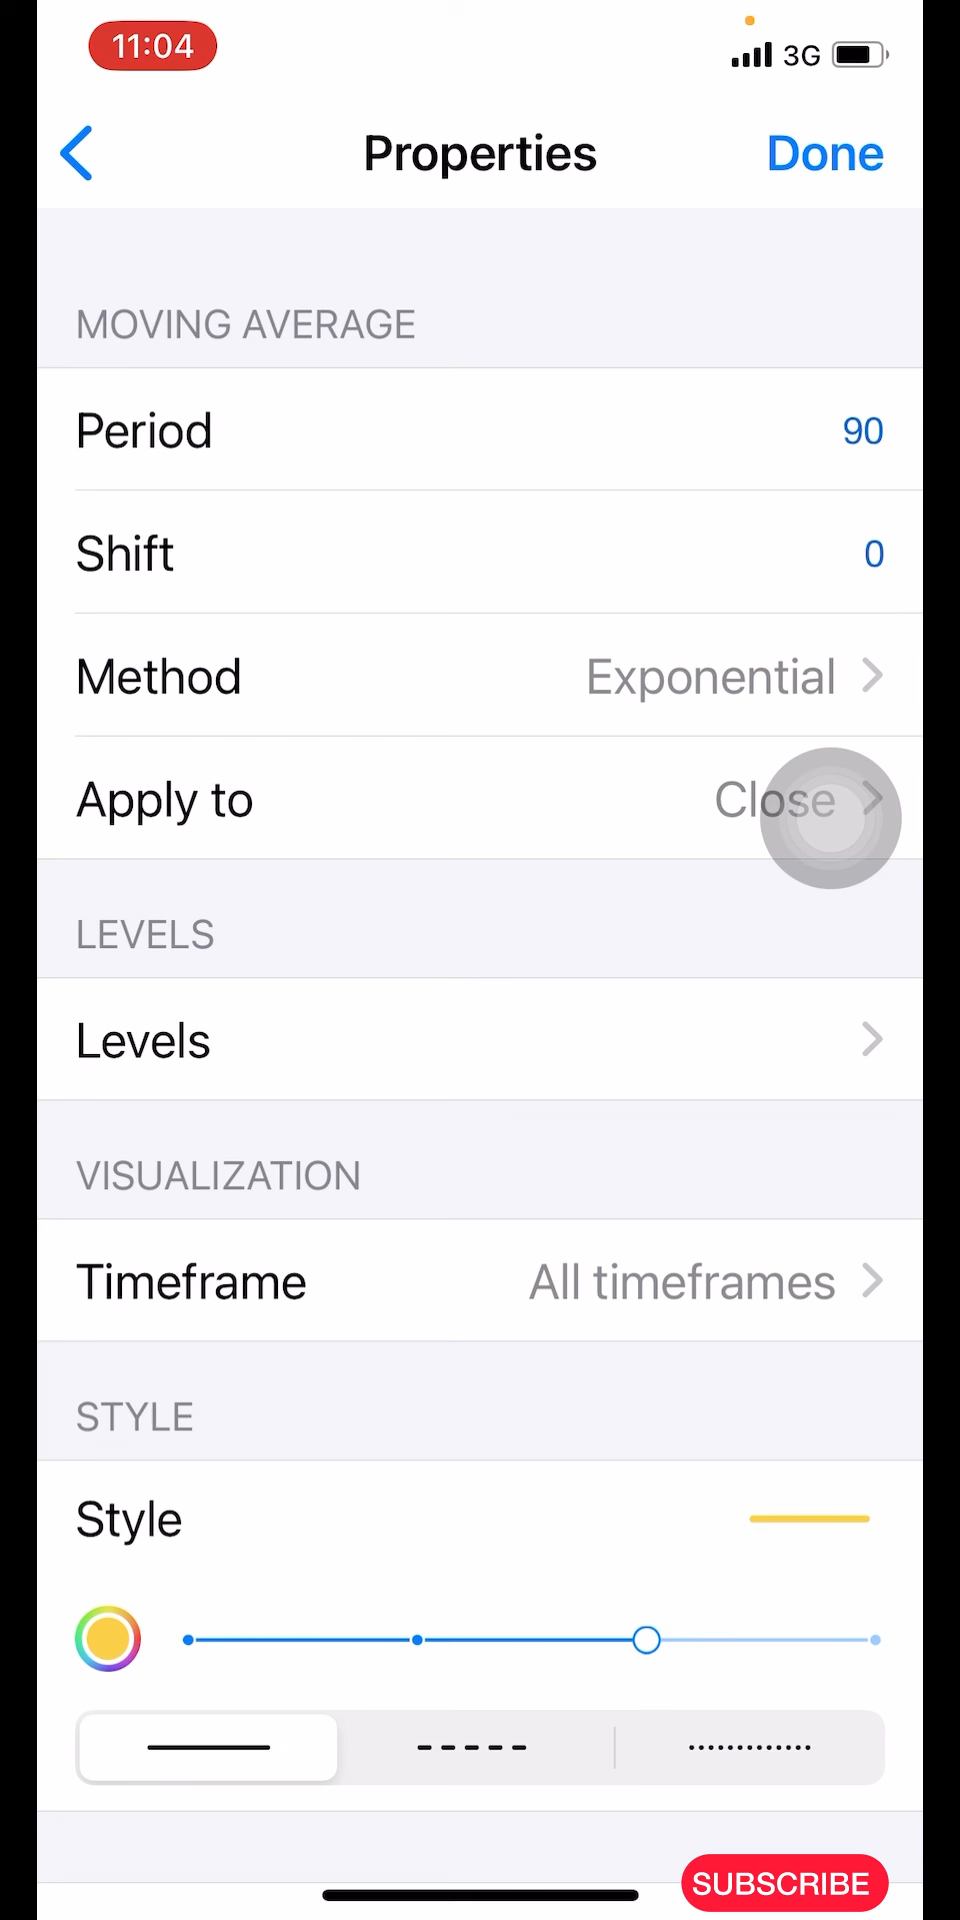 11:04
3G
Properties
Done
MOVING AVERAGE
Period
90
Shift
0
Method
Exponential
Apply to
Close
LEVELS
Levels
VISUALIZATION
Timeframe
All timeframes
STYLE
Style
SUBSCRIBE